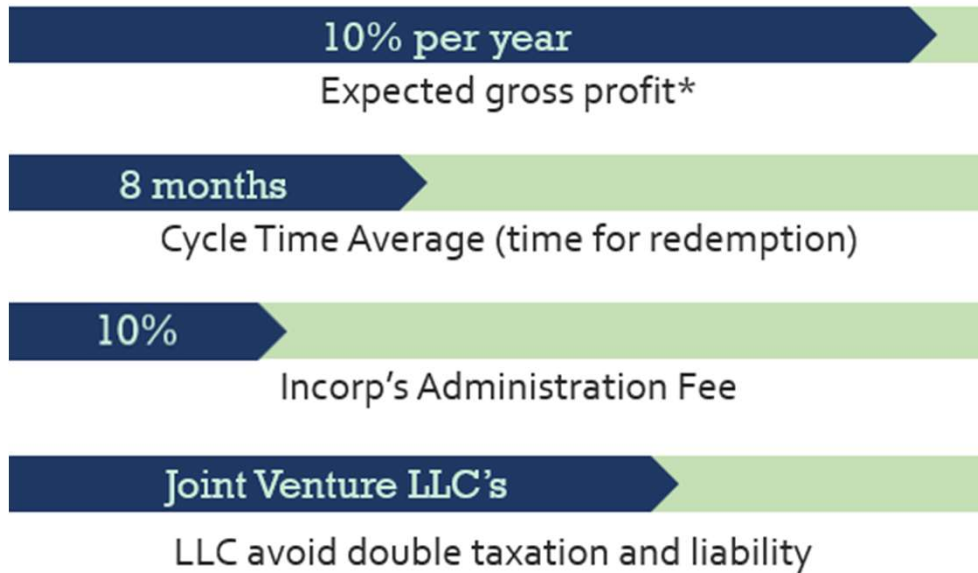 10% per year
Expected gross profit*
8 months
Cycle Time Average (time for redemption)
10%
Incorp’s Administration Fee
Joint Venture LLC’s
LLC avoid double taxation and liability